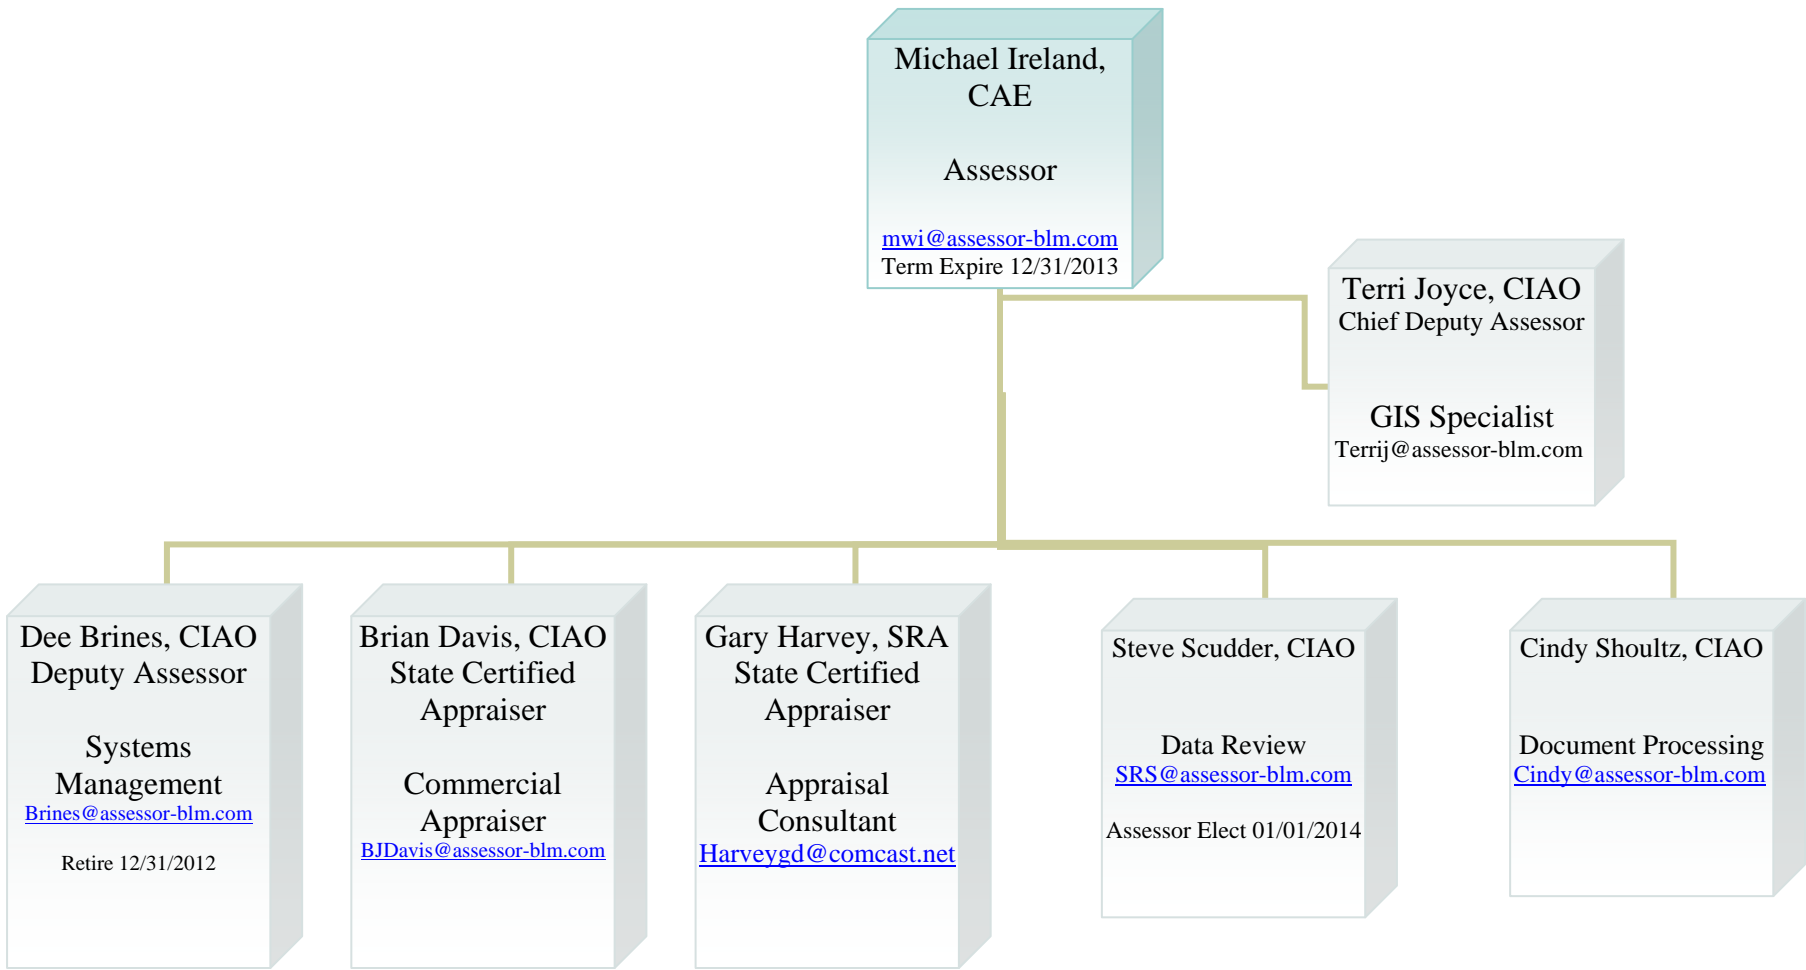 Michael Ireland,
CAE
Assessor
mwi@assessor-blm.com
Term Expire 12/31/2013
Terri Joyce, CIAO
Chief Deputy Assessor
GIS Specialist
Terrij@assessor-blm.com
Dee Brines, CIAO
Deputy Assessor
Systems
Management
Brines@assessor-blm.com
Retire 12/31/2012
Brian Davis, CIAO
State Certified
Appraiser
Commercial
Appraiser
BJDavis@assessor-blm.com
Gary Harvey, SRA
State Certified
Appraiser
Appraisal
Consultant
Harveygd@comcast.net
Steve Scudder, CIAO
Data Review
SRS@assessor-blm.com
Assessor Elect 01/01/2014
Cindy Shoultz, CIAO
Document Processing
Cindy@assessor-blm.com